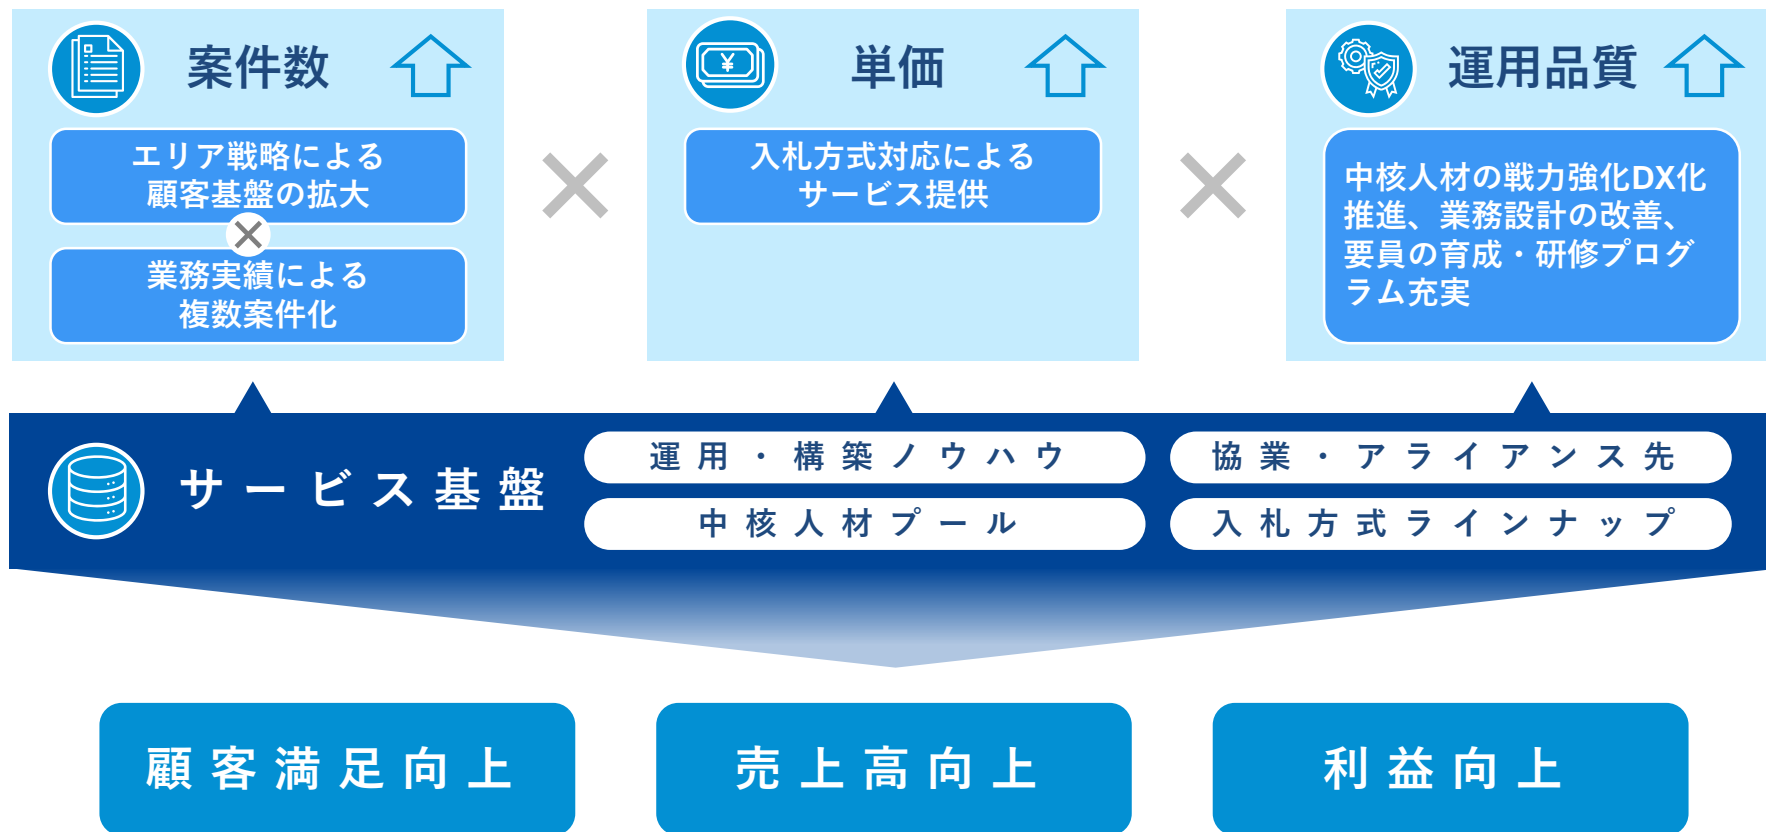 案件数
エリア戦略による
顧客基盤の拡大
業務実績による
複数案件化
単価
入札方式対応による
サービス提供
運用品質
中核人材の戦力強化DX化
推進、業務設計の改善、
要員の育成・研修プログ
ラム充実
サービス基盤
運用・構築ノウハウ
協業・アライアンス先
中核人材プール
入札方式ラインナップ
顧客満足向上
売上高向上
利益向上